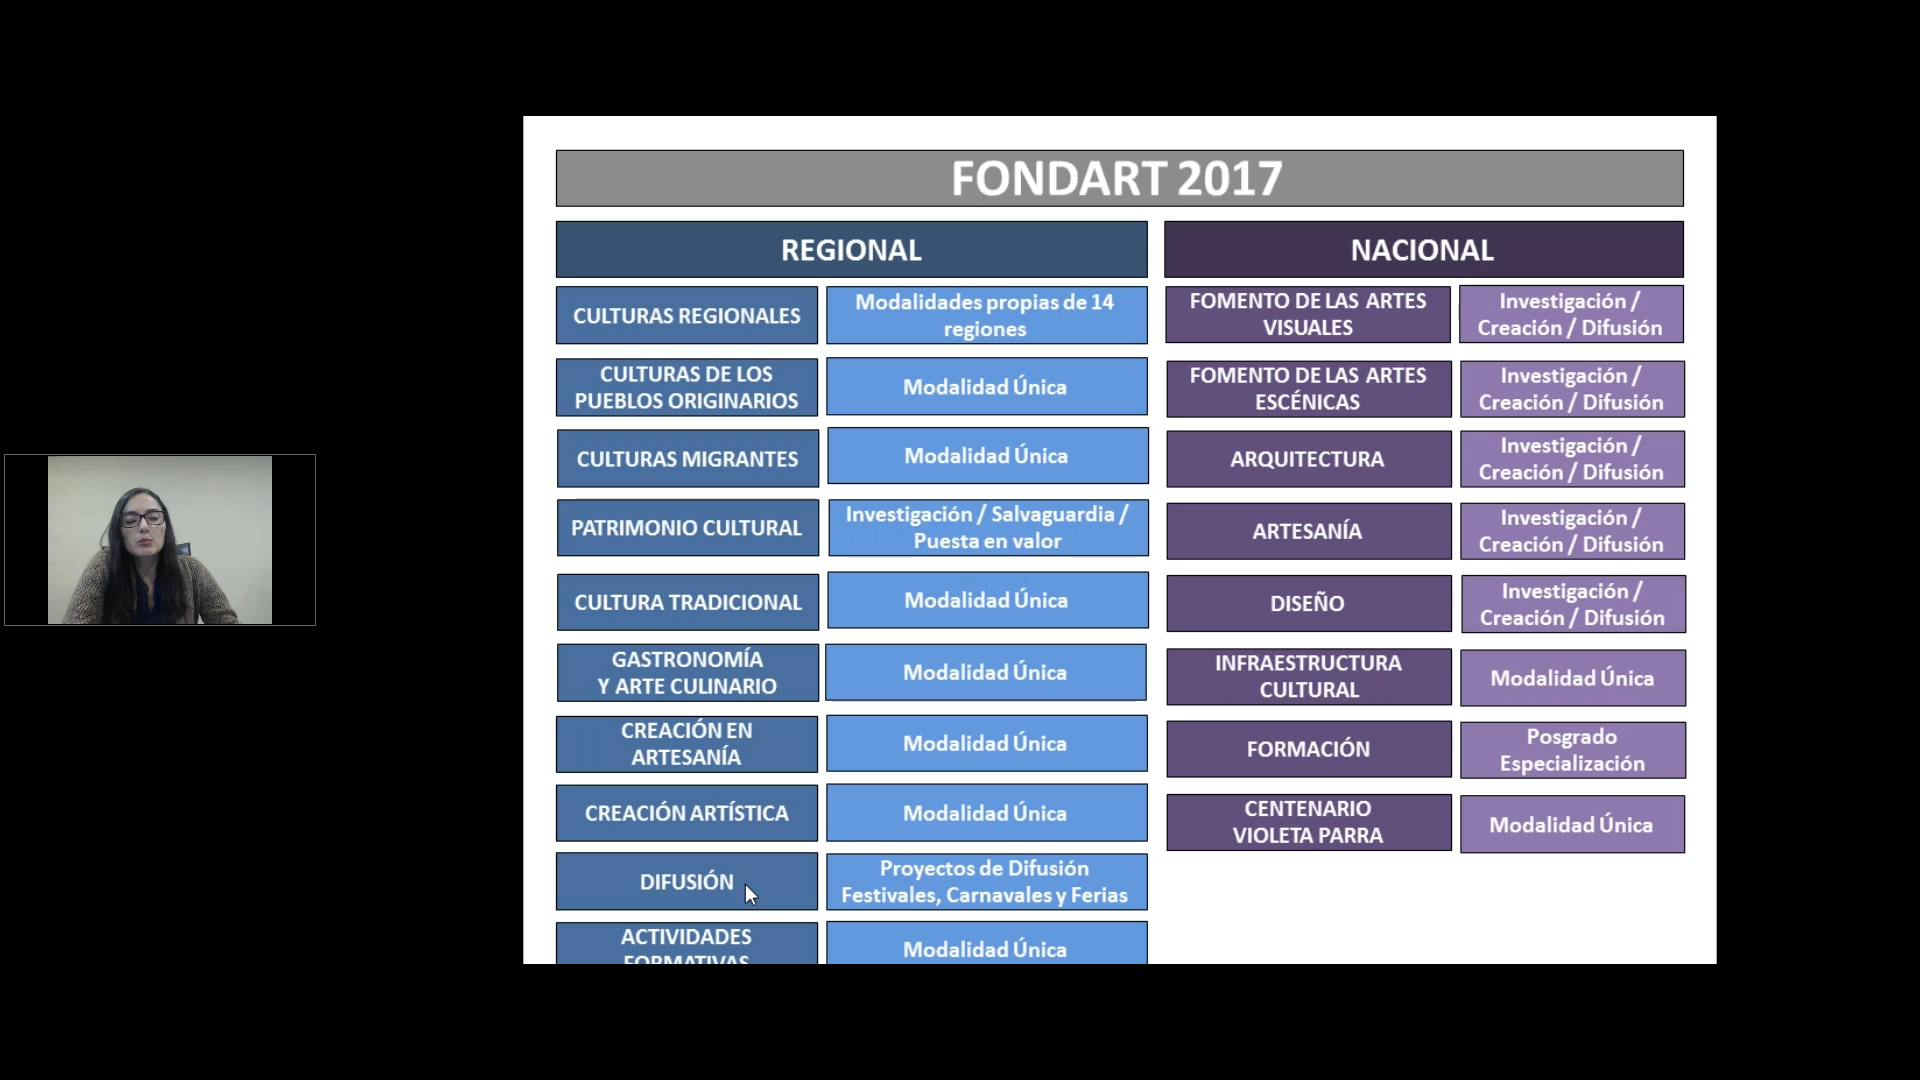 FONDART 2017
REGIONAL
NACIONAL
CULTURAS REGIONALES
Modalidades propias de 14
regiones
CULTURAS DE LOS
PUEBLOS ORIGINARIOS
Modalidad Única
CULTURAS MIGRANTES
Modalidad Única
PATRIMONIO CULTURAL
Investigación / Salvaguardia /
Puesta en valor
CULTURA TRADICIONAL
Modalidad Única
GASTRONOMÍA
Y ARTE CULINARIO
Modalidad Única
CREACIÓN EN
ARTESANÍA
Modalidad Única
CREACIÓN ARTÍSTICA
Modalidad Única
DIFUSIÓN
Proyectos de Difusión
Festivales, Carnavales y Ferias
ACTIVIDADES
FORMATIVAS
Modalidad Única
FOMENTO DE LAS ARTES
VISUALES
Investigación /
Creación / Difusión
FOMENTO DE LAS ARTES
ESCÉNICAS
Investigación /
Creación / Difusión
ARQUITECTURA
Investigación /
Creación / Difusión
ARTESANÍA
Investigación /
Creación / Difusión
DISEÑO
Investigación /
Creación / Difusión
INFRAESTRUCTURA
CULTURAL
Modalidad Única
FORMACIÓN
Posgrado
Especialización
CENTENARIO
VIOLETA PARRA
Modalidad Única